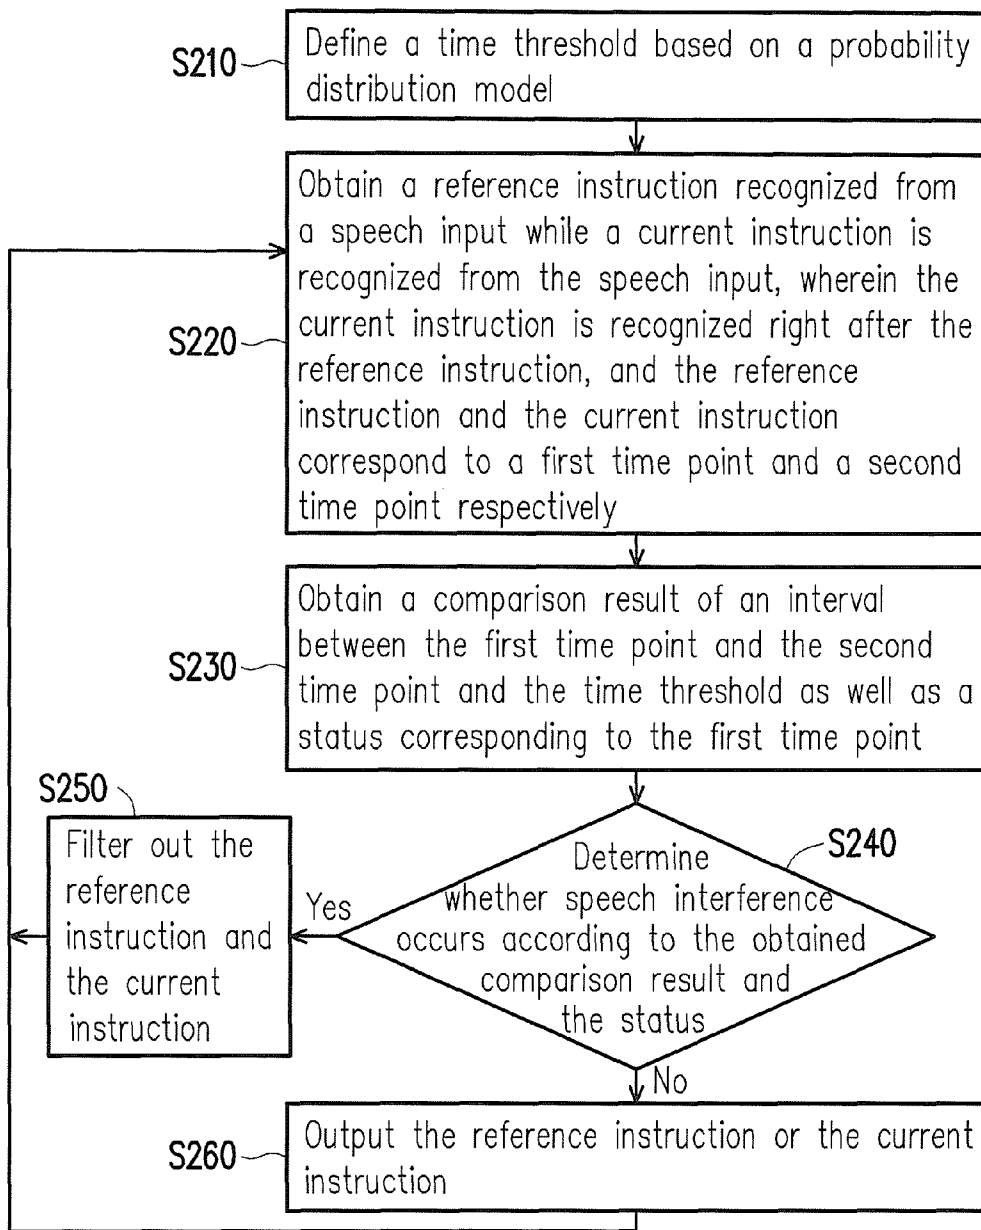 S210
Define a time threshold based on a probability
distribution model
S220
Obtain a reference instruction recognized from
a speech input while a current instruction is
recognized from the speech input, wherein the
current instruction is recognized right after the
reference instruction, and the reference
instruction and the current instruction
correspond to a first time point and a second
time point respectively
S230
Obtain a comparison result of an interval
between the first time point and the second
time point and the time threshold as well as a
status corresponding to the first time point
S240
Determine
whether speech interference
occurs according to the obtained
comparison result and
the status
Yes
S250
Filter out the
reference
instruction and
the current
instruction
No
S260
Output the reference instruction or the current
instruction